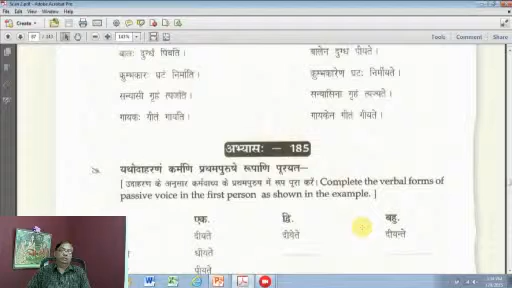 Scan Card! - Adobe Acrobat Pro
File Edit View Window Help
Create
87
141%
Tools Comment Share
बालः दुग्धं पिबति। बालेन दुग्धं पीयते।
कुम्भकारः घटं निर्माति। कुम्भकारेण घटः निर्मीयते।
सन्यासी गृहं त्यजति। सन्यासिना गृहं त्यज्यते।
गायकः गीतं गायति। गायकेन गीतं गीयते।
अभ्यासः – 185
यथोदाहरणं कर्मणि प्रथमपुरुषे रूपाणि पूरयत–
[ उदाहरण के अनुसार कर्मवाच्य के प्रथमपुरुष में रूप पूरा करें। Complete the verbal forms of
passive voice in the first person as shown in the example. ]
एक. द्वि. बहु.
दीयते दीयेते दीयन्ते
धीयते
पीयते